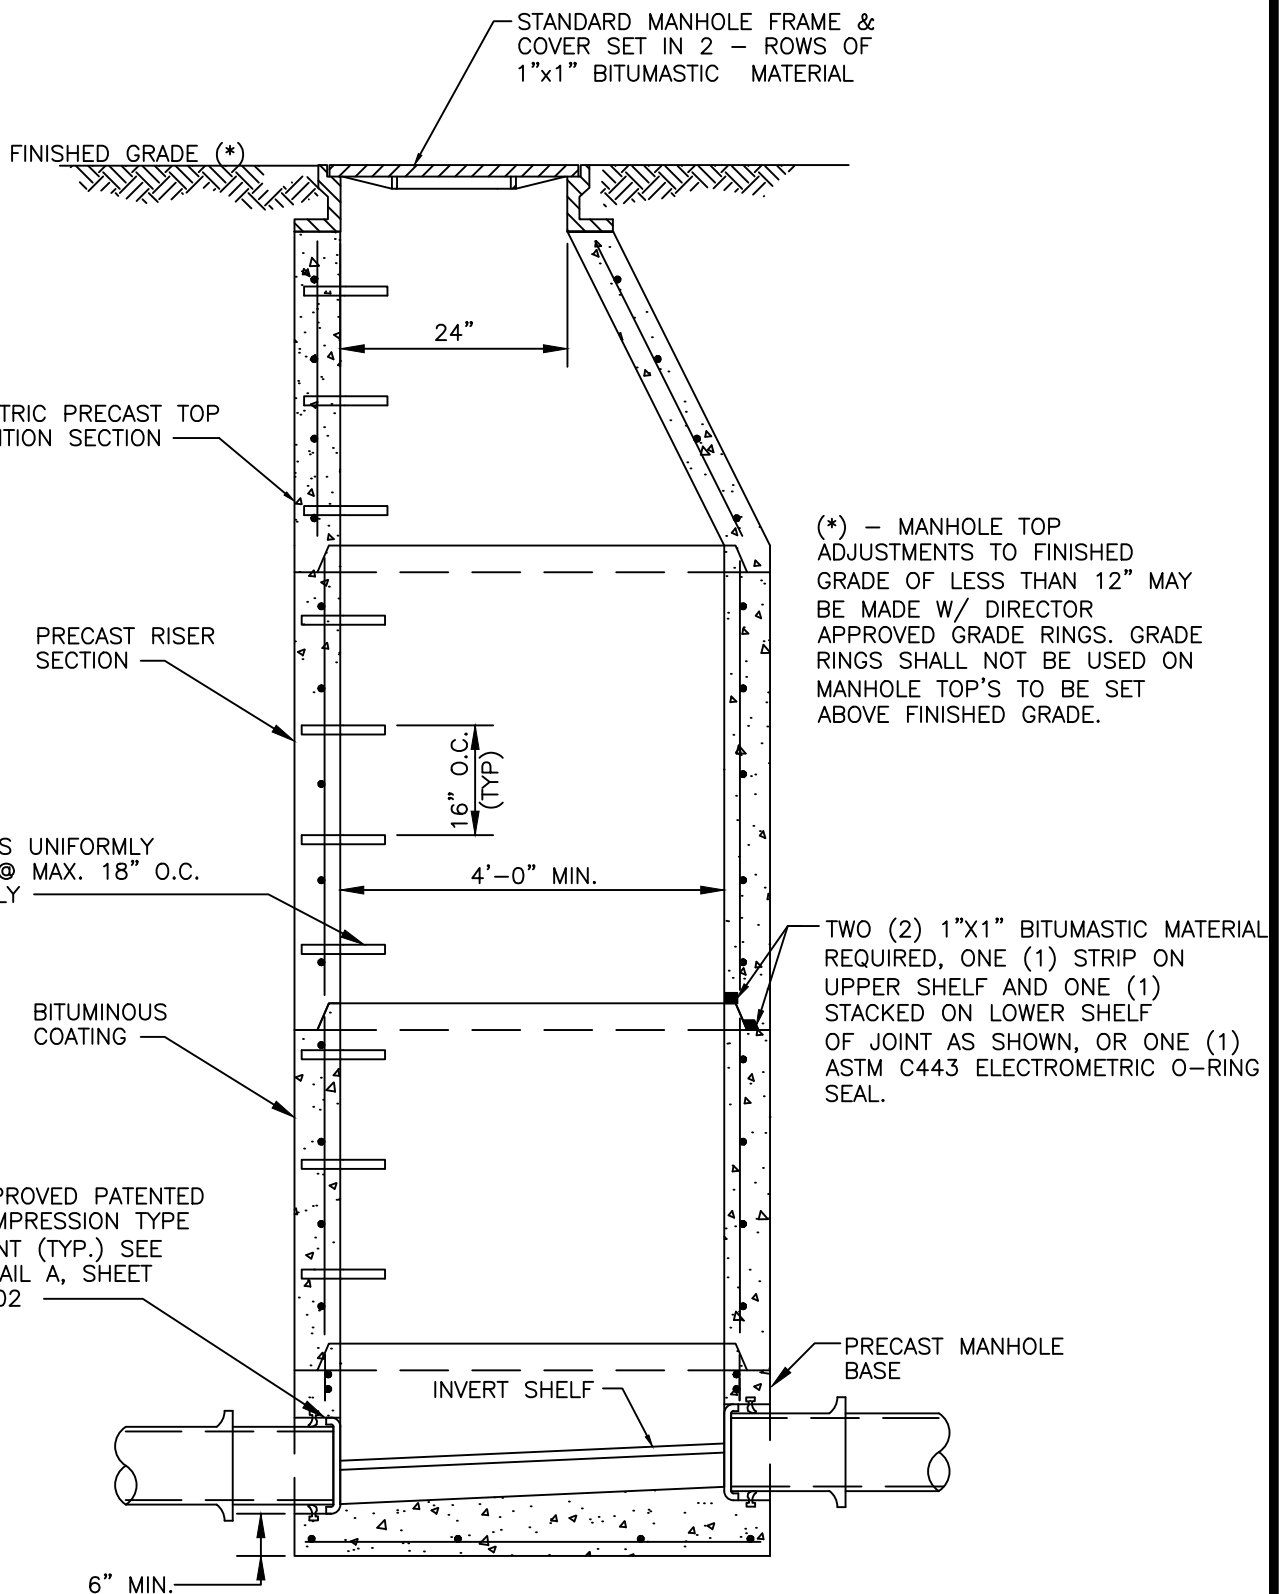 STANDARD MANHOLE FRAME &
COVER SET IN 2 – ROWS OF
1"x1" BITUMASTIC MATERIAL
FINISHED GRADE (*)
24"
TRIC PRECAST TOP
ITION SECTION
(*) – MANHOLE TOP
ADJUSTMENTS TO FINISHED
GRADE OF LESS THAN 12" MAY
BE MADE W/ DIRECTOR
APPROVED GRADE RINGS. GRADE
RINGS SHALL NOT BE USED ON
MANHOLE TOP'S TO BE SET
ABOVE FINISHED GRADE.
PRECAST RISER
SECTION
16" O.C.
(TYP)
S UNIFORMLY
@ MAX. 18" O.C.
LY
4'–0" MIN.
TWO (2) 1"X1" BITUMASTIC MATERIAL
REQUIRED, ONE (1) STRIP ON
UPPER SHELF AND ONE (1)
STACKED ON LOWER SHELF
OF JOINT AS SHOWN, OR ONE (1)
ASTM C443 ELECTROMETRIC O–RING
SEAL.
BITUMINOUS
COATING
PROVED PATENTED
MPRESSION TYPE
NT (TYP.) SEE
AIL A, SHEET
02
PRECAST MANHOLE
BASE
INVERT SHELF
6" MIN.